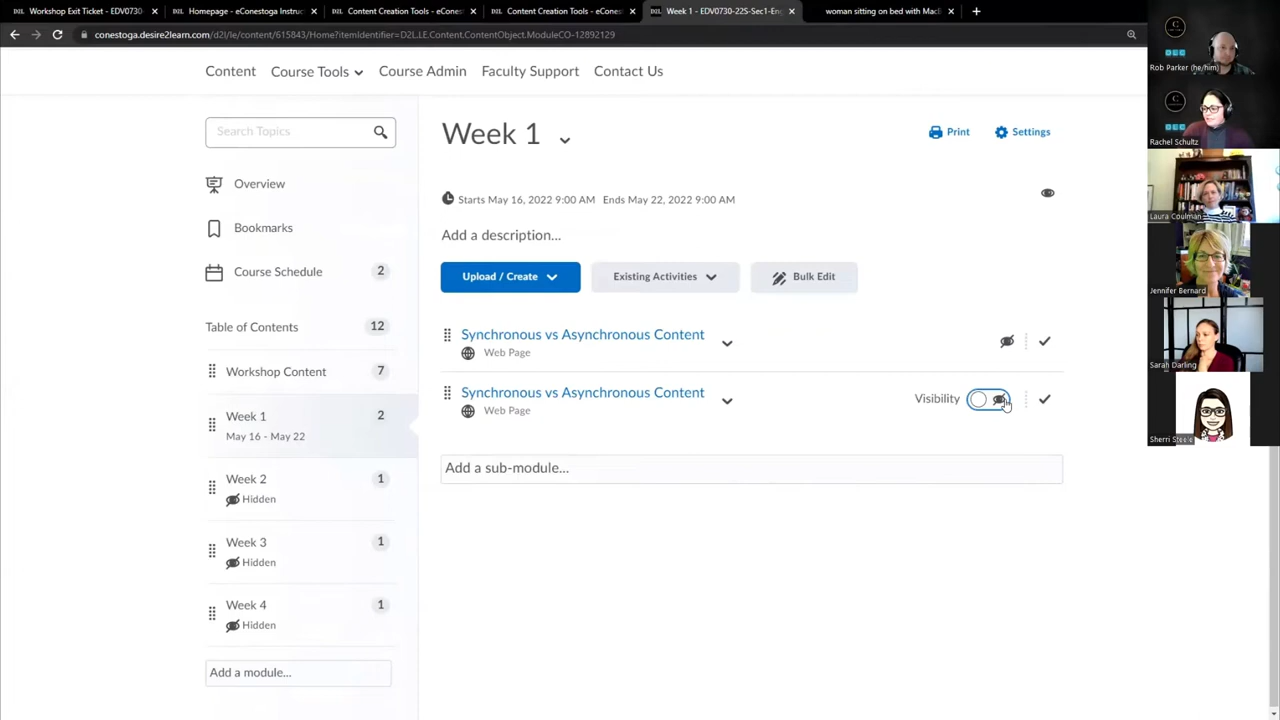 Workshop Exit Ticket - EDV0730-
Homepage - eConestoga Instruc
Content Creation Tools - eCones
Content Creation Tools - eCones
Week 1 - EDV0730-22S-Sec1-Eng
woman sitting on bed with MacB
conestoga.desire2learn.com/d2l/le/content/615843/Home?itemIdentifier=D2L.LE.Content.ContentObject.ModuleCO-12892129
Content
Course Tools
Course Admin
Faculty Support
Contact Us
Search Topics
Overview
Bookmarks
Course Schedule 2
Table of Contents 12
Workshop Content 7
Week 1 2
May 16 - May 22
Week 2 1
Hidden
Week 3 1
Hidden
Week 4 1
Hidden
Add a module...
Week 1
Print
Settings
Starts May 16, 2022 9:00 AM Ends May 22, 2022 9:00 AM
Add a description...
Upload / Create
Existing Activities
Bulk Edit
Synchronous vs Asynchronous Content
Web Page
Synchronous vs Asynchronous Content
Web Page
Visibility
Add a sub-module...
Rob Parker (he/him)
Rachel Schultz
Laura Coulman
Jennifer Bernard
Sarah Darling
Sherri Steele